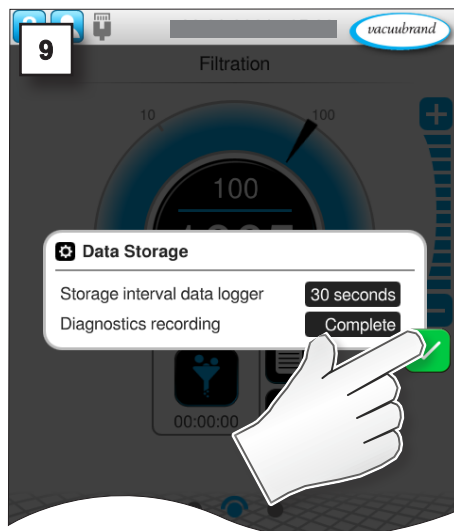 9
vacuubrand
Filtration
10
100
100
Data Storage
Storage interval data logger 30 seconds
Diagnostics recording Complete
00:00:00